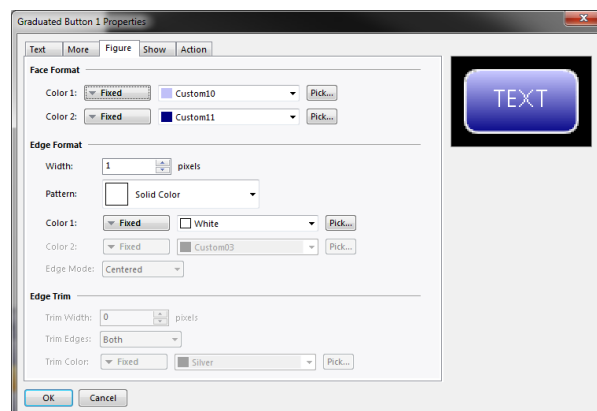 Graduated Button 1 Properties
Text More Figure Show Action
Face Format
Color 1: Fixed Custom10 Pick...
Color 2: Fixed Custom11 Pick...
Edge Format
Width: 1 pixels
Pattern: Solid Color
Color 1: Fixed White Pick...
Color 2: Fixed Custom03 Pick...
Edge Mode: Centered
Edge Trim
Trim Width: 0 pixels
Trim Edges: Both
Trim Color: Fixed Silver Pick...
OK Cancel
TEXT